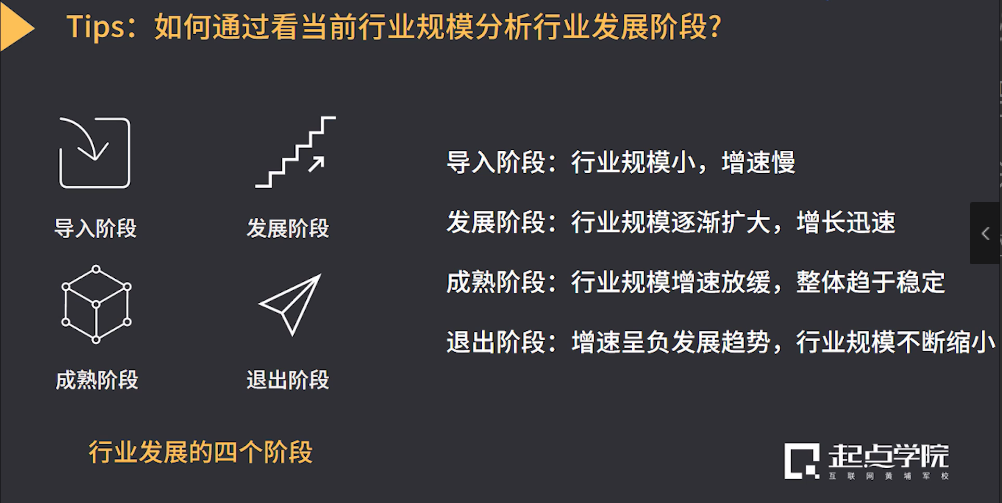 Tips：如何通过看当前行业规模分析行业发展阶段?
导入阶段
发展阶段
成熟阶段
退出阶段
行业发展的四个阶段
导入阶段：行业规模小，增速慢
发展阶段：行业规模逐渐扩大，增长迅速
成熟阶段：行业规模增速放缓，整体趋于稳定
退出阶段：增速呈负发展趋势，行业规模不断缩小
起点学院
互联网黄埔军校